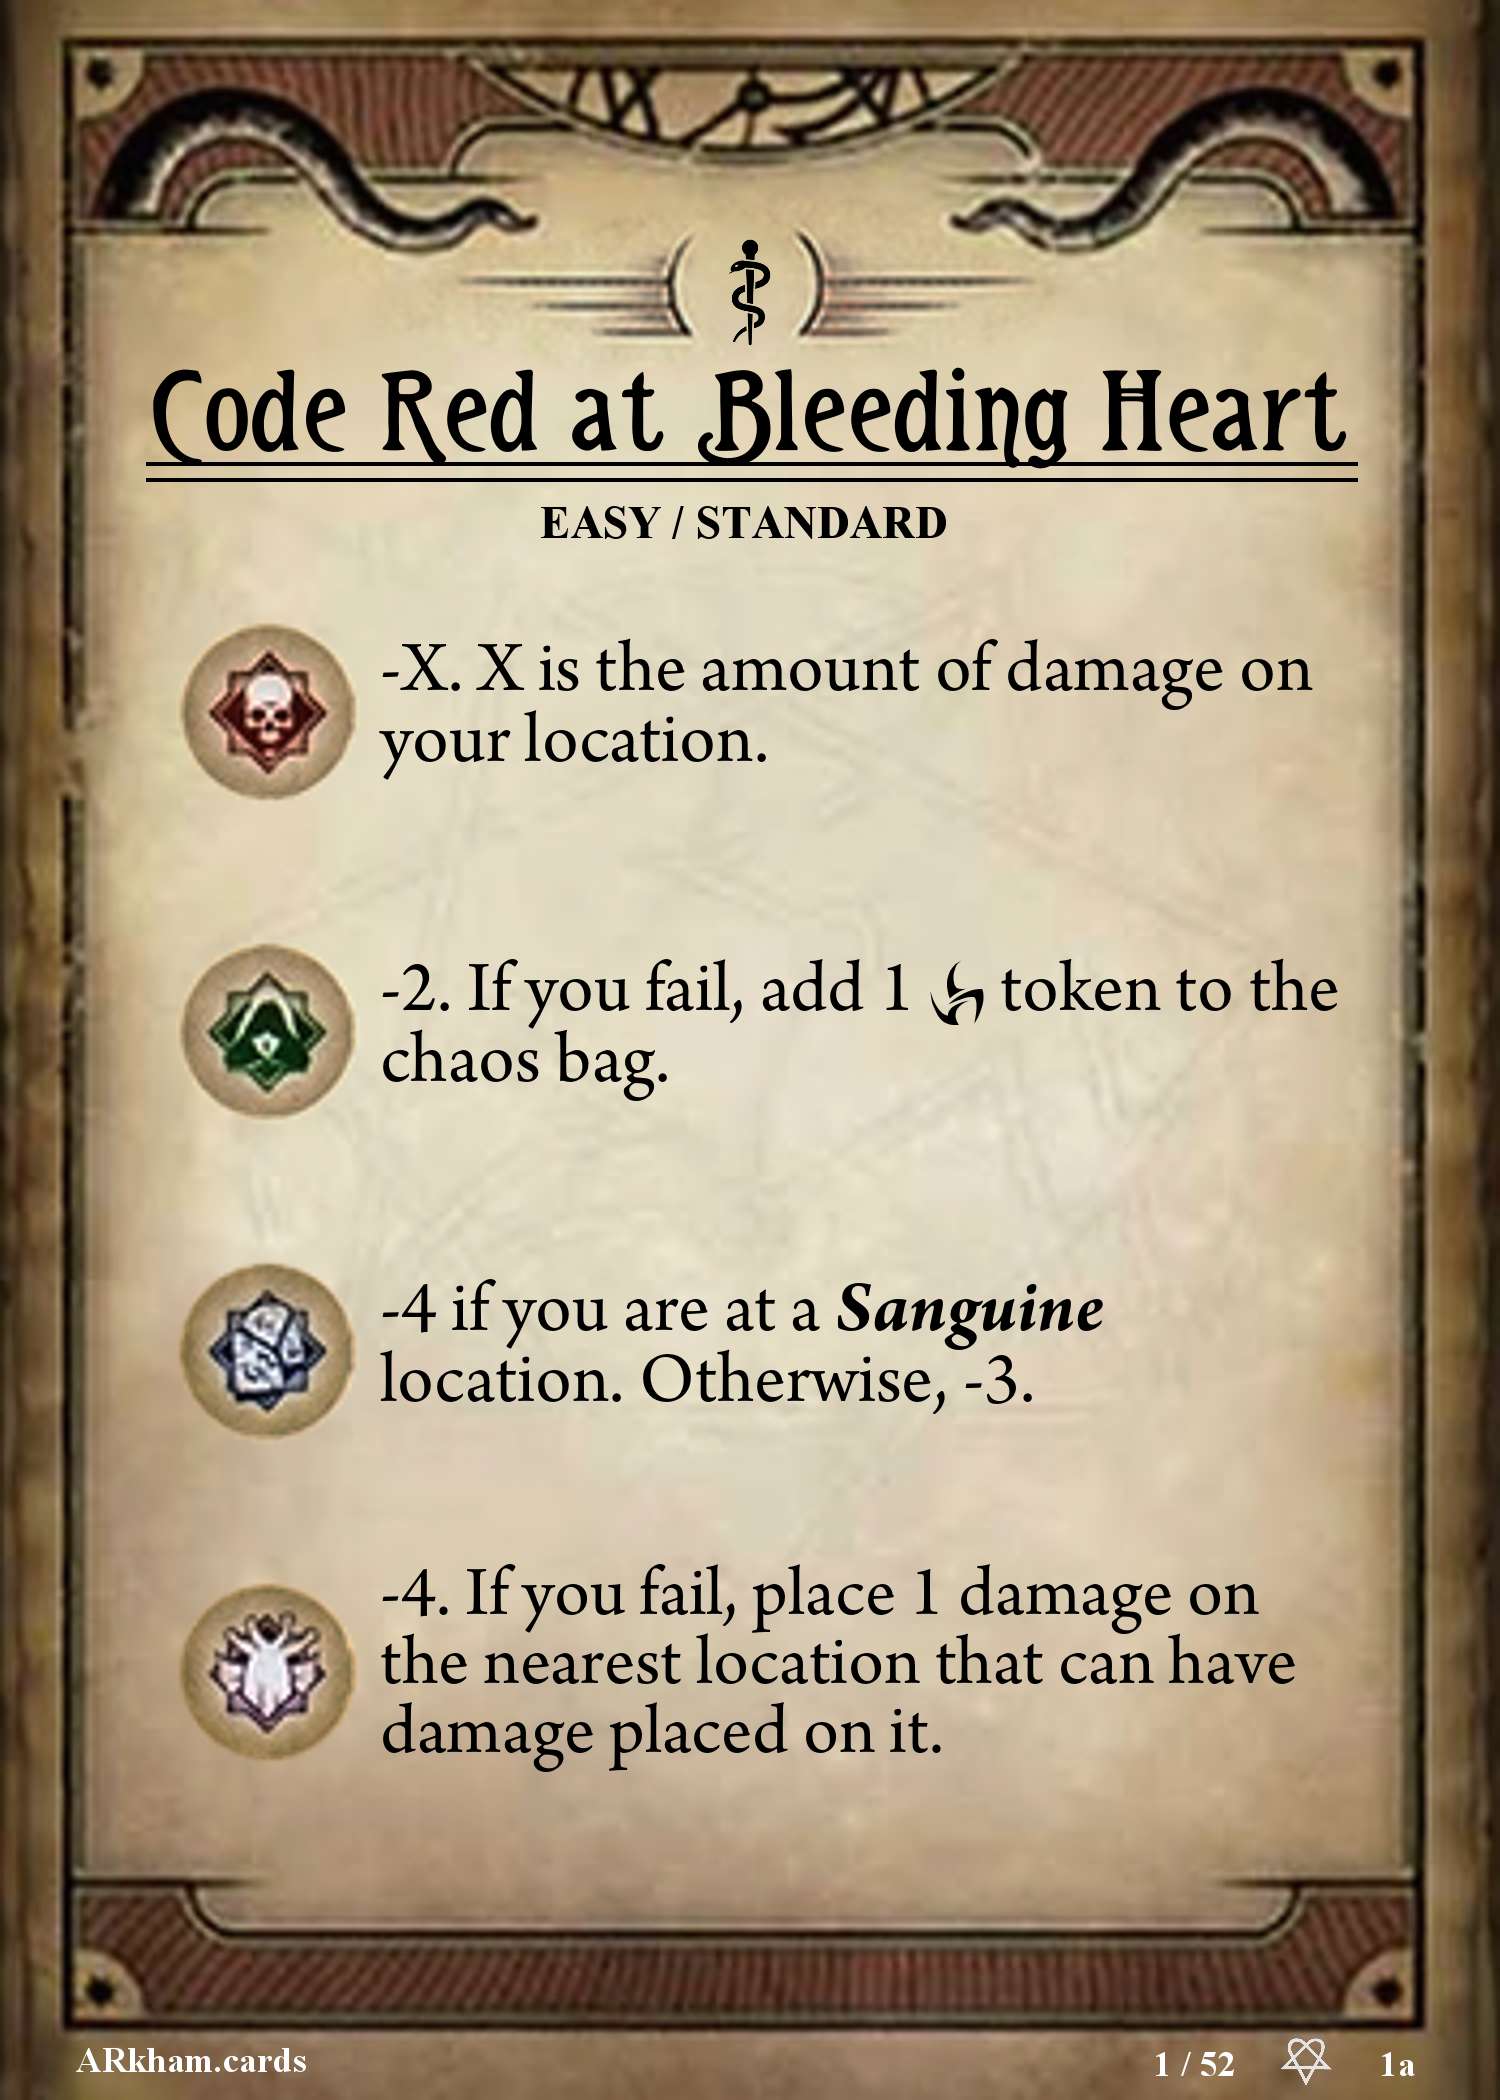 Code Red at Bleeding Heart
EASY / STANDARD
-X. X is the amount of damage on
your location.
-2. If you fail, add 1 token to the
chaos bag.
-4 if you are at a Sanguine
location. Otherwise, -3.
-4. If you fail, place 1 damage on
the nearest location that can have
damage placed on it.
ARkham.cards
1 / 52
1a